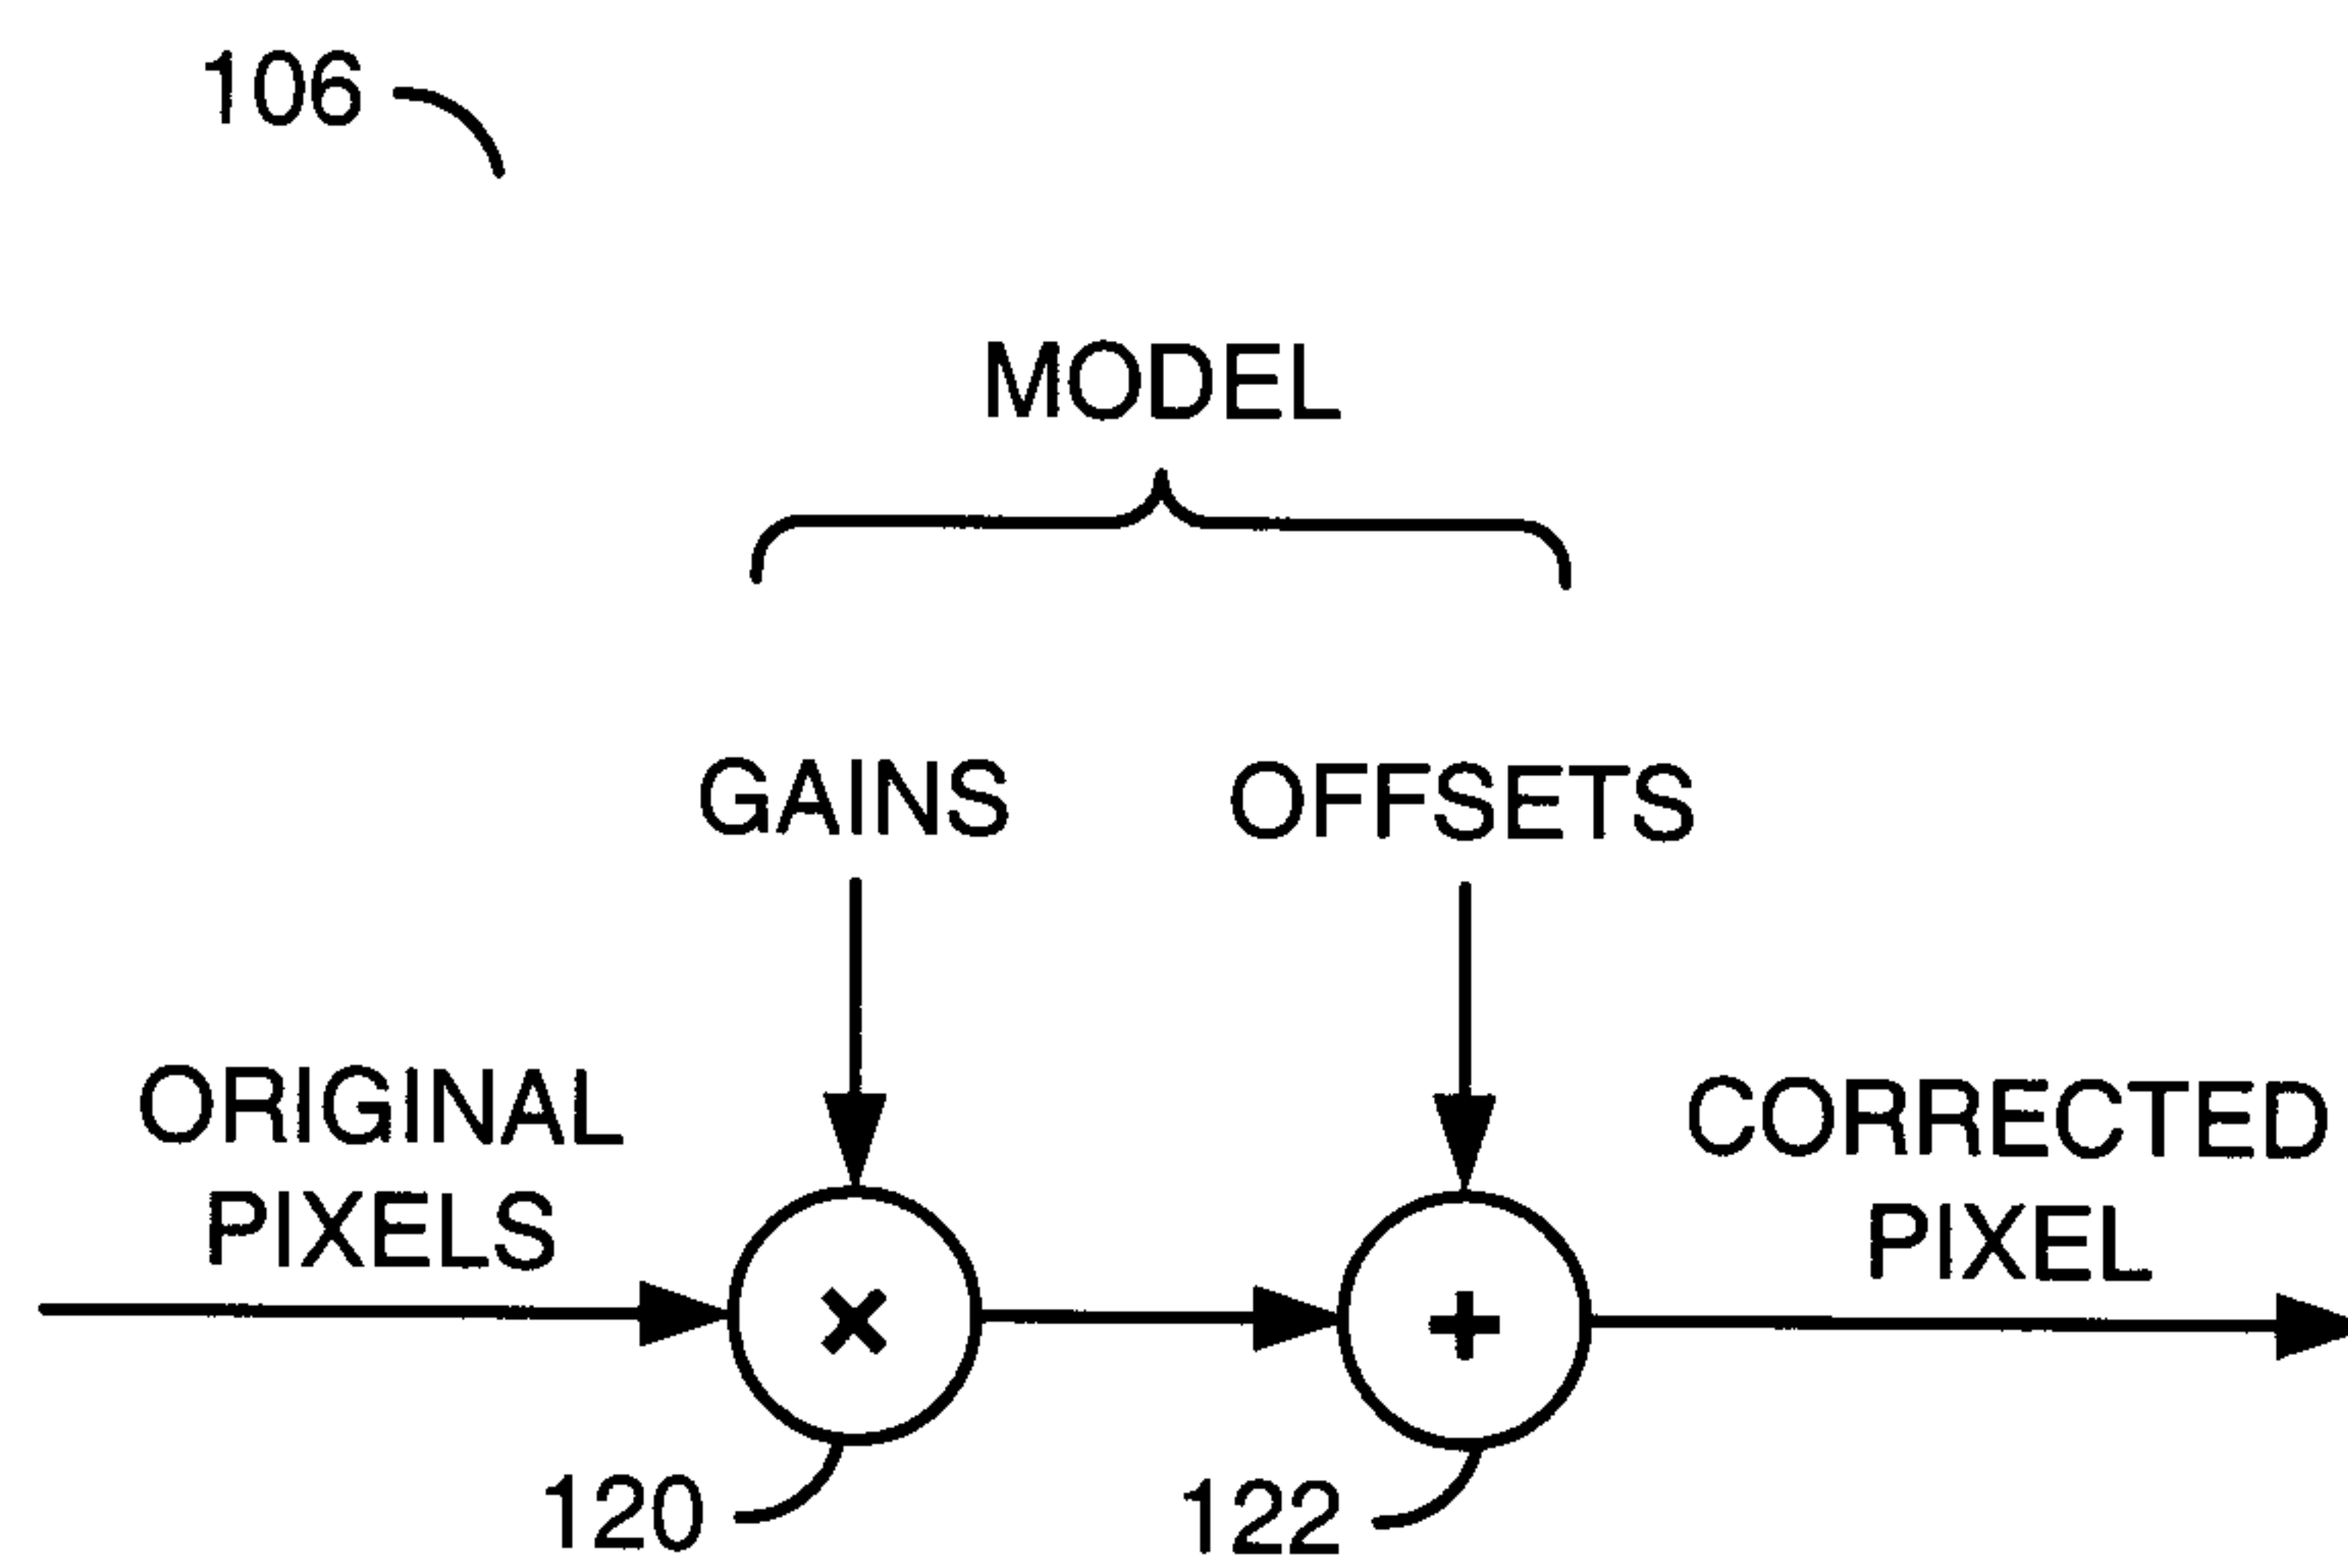 106
MODEL
GAINS
OFFSETS
ORIGINAL
PIXELS
CORRECTED
PIXEL
×
+
120
122